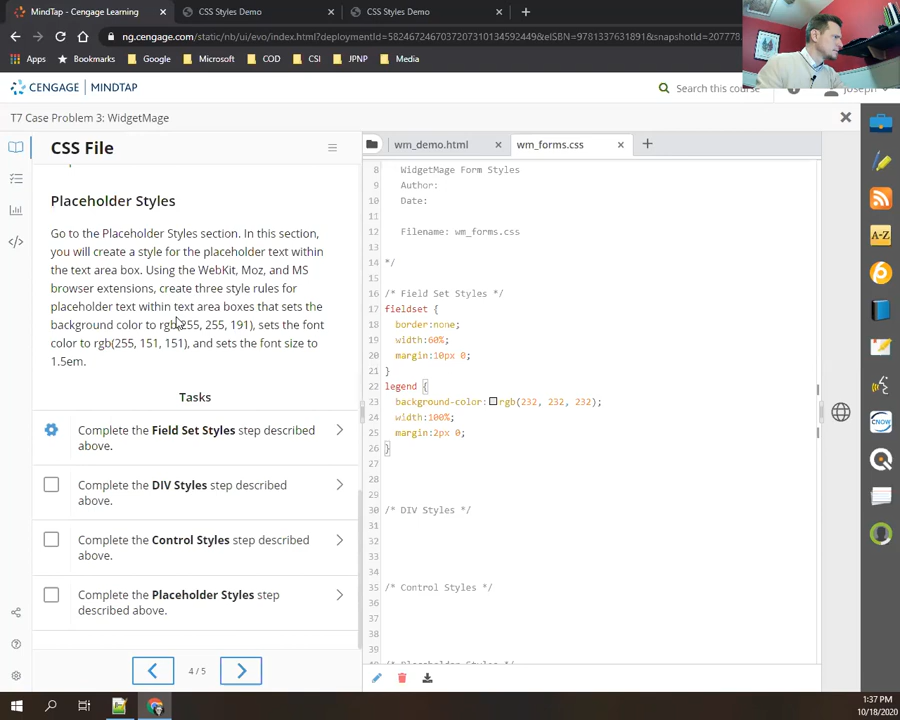 MindTap - Cengage Learning
CSS Styles Demo
CSS Styles Demo
ng.cengage.com/static/nb/ui/evo/index.html?deploymentId=5824672467037207310134592449&eISBN=9781337631891&snapshotId=207778
Apps
Bookmarks
Google
Microsoft
COD
CSI
JPNP
Media
CENGAGE | MINDTAP
Search this course
T7 Case Problem 3: WidgetMage
CSS File
Placeholder Styles
Go to the Placeholder Styles section. In this section,
you will create a style for the placeholder text within
the text area box. Using the WebKit, Moz, and MS
browser extensions, create three style rules for
placeholder text within text area boxes that sets the
background color to rgb(255, 255, 191), sets the font
color to rgb(255, 151, 151), and sets the font size to
1.5em.
Tasks
Complete the Field Set Styles step described
above.
Complete the DIV Styles step described
above.
Complete the Control Styles step described
above.
Complete the Placeholder Styles step
described above.
4 / 5
wm_demo.html
wm_forms.css
8 WidgetMage Form Styles
9 Author:
10 Date:
11
12 Filename: wm_forms.css
13
14 */
15
16 /* Field Set Styles */
17 fieldset {
18 border:none;
19 width:60%;
20 margin:10px 0;
21 }
22 legend {
23 background-color:rgb(232, 232, 232);
24 width:100%;
25 margin:2px 0;
26 }
27
28
29
30 /* DIV Styles */
31
32
33
34
35 /* Control Styles */
36
37
38
39
A-Z
CNOW
1:37 PM
10/18/2020